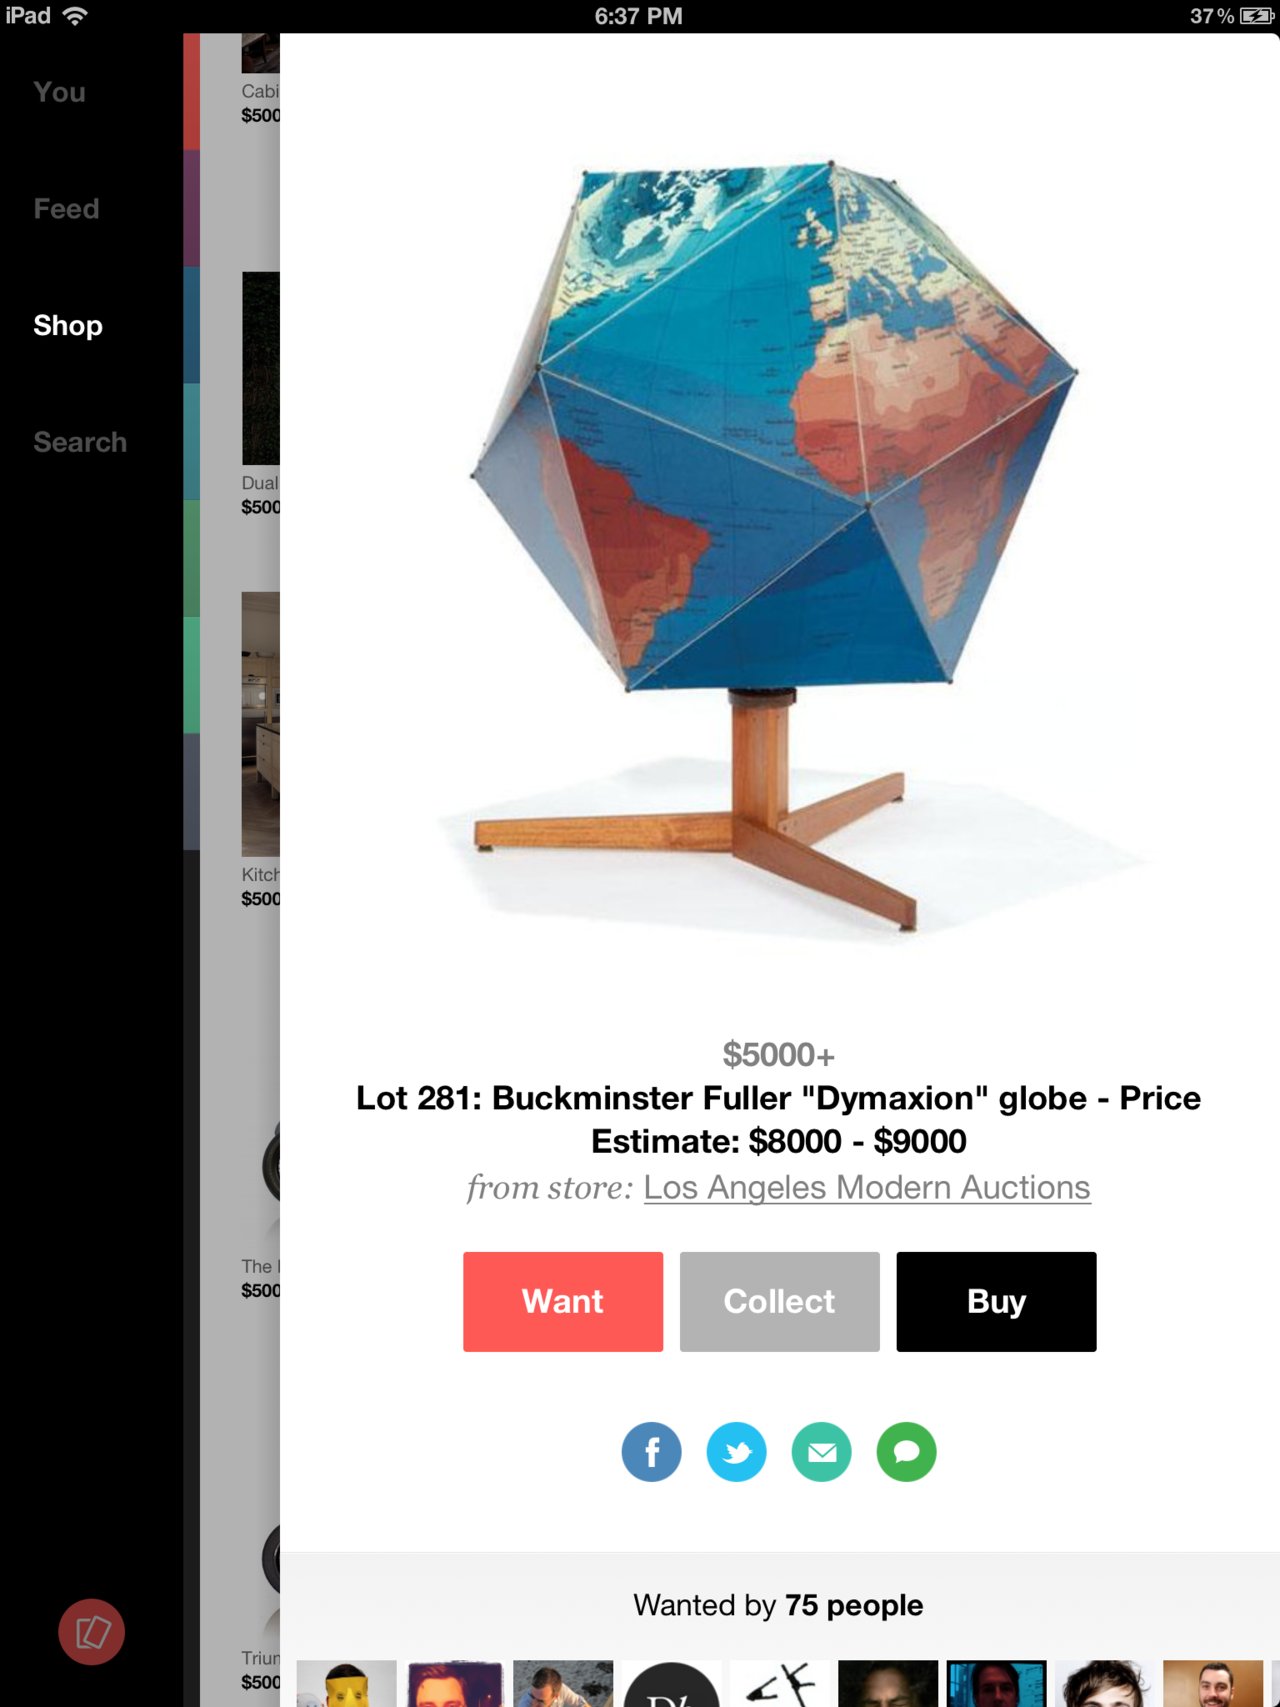 iPad
6:37 PM
37%
You
Feed
Shop
Search
Cabi
$500
Dual
$500
Kitch
$500
The
$500
Triun
$500
$5000+
Lot 281: Buckminster Fuller "Dymaxion" globe - Price
Estimate: $8000 - $9000
from store: Los Angeles Modern Auctions
Want
Collect
Buy
Wanted by 75 people